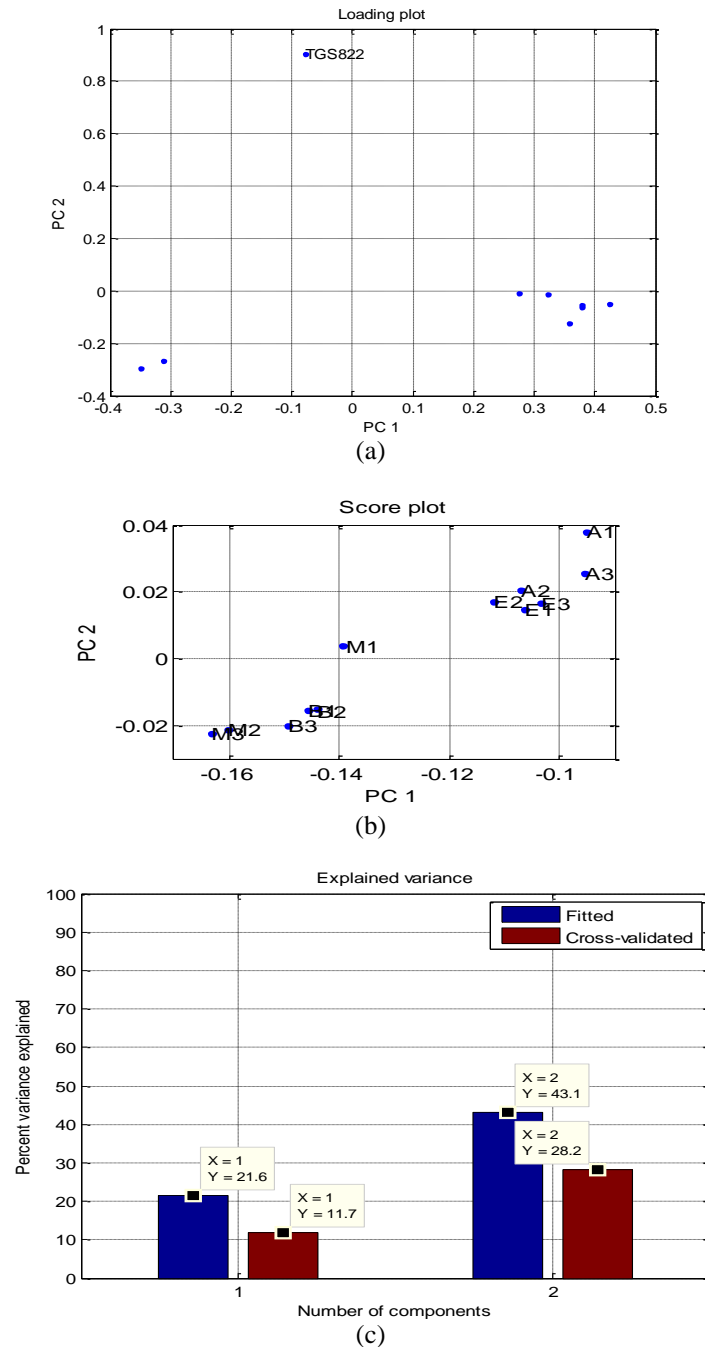 Loading plot
1
TGS822
0.8
0.6
0.4
PC 2
0.2
0
-0.2
-0.4
-0.4 -0.3 -0.2 -0.1 0 0.1 0.2 0.3 0.4 0.5
PC 1
(a)
Score plot
0.04
A1
A3
0.02
A2
E2 E1 E3
PC 2
M1
0
B1 B2
-0.02
M3 M2 B3
-0.16 -0.14 -0.12 -0.1
PC 1
(b)
Explained variance
100
Fitted
90
Cross-validated
80
70
60
Percent variance explained
50
X = 2
Y = 43.1
40
X = 2
Y = 28.2
30
X = 1
Y = 21.6
20
X = 1
Y = 11.7
10
0
1 2
Number of components
(c)